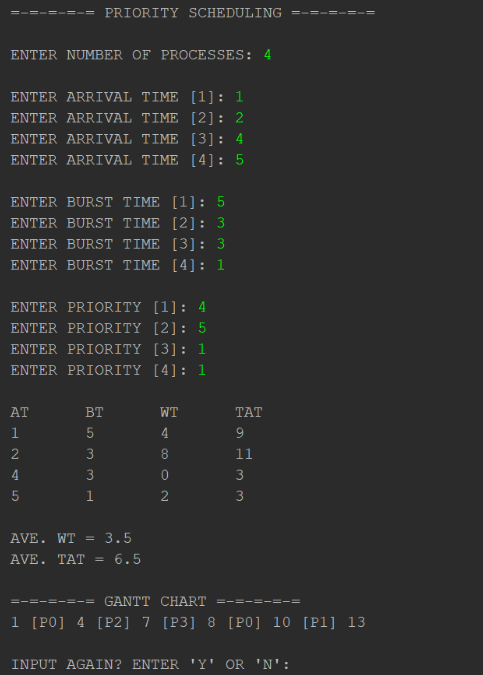 =-=-=-=-= PRIORITY SCHEDULING =-=-=-=-=
ENTER NUMBER OF PROCESSES: 4
ENTER ARRIVAL TIME [1]: 1
ENTER ARRIVAL TIME [2]: 2
ENTER ARRIVAL TIME [3]: 4
ENTER ARRIVAL TIME [4]: 5
ENTER BURST TIME [1]: 5
ENTER BURST TIME [2]: 3
ENTER BURST TIME [3]: 3
ENTER BURST TIME [4]: 1
ENTER PRIORITY [1]: 4
ENTER PRIORITY [2]: 5
ENTER PRIORITY [3]: 1
ENTER PRIORITY [4]: 1
AT BT WT TAT
1 5 4 9
2 3 8 11
4 3 0 3
5 1 2 3
AVE. WT = 3.5
AVE. TAT = 6.5
=-=-=-=-= GANTT CHART =-=-=-=-=
1 [P0] 4 [P2] 7 [P3] 8 [P0] 10 [P1] 13
INPUT AGAIN? ENTER 'Y' OR 'N':